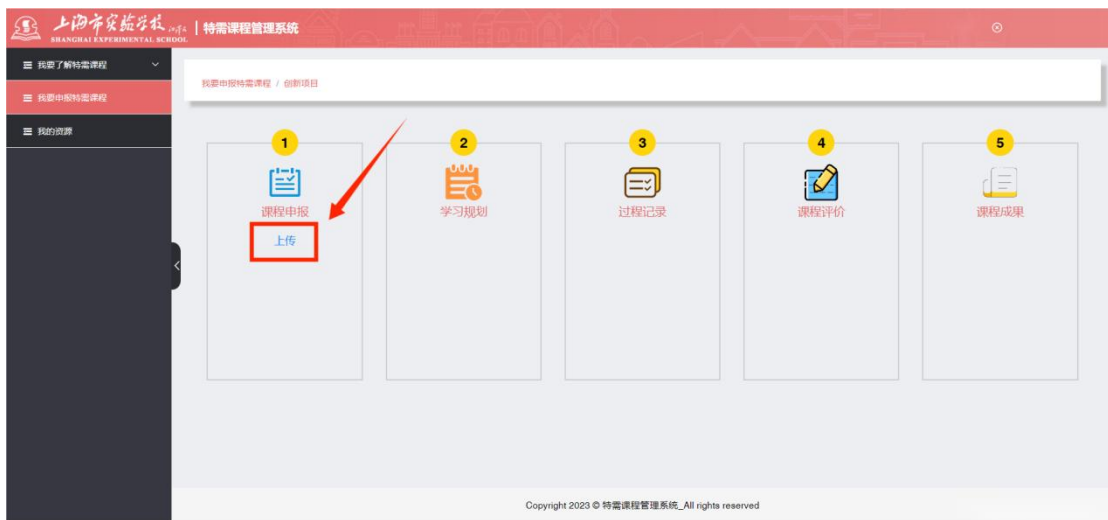 上海市实验学校
SHANGHAI EXPERIMENTAL SCHOOL
特需课程管理系统
我要了解特需课程
我要申报特需课程
我的资源
我要申报特需课程 / 创新项目
1
课程申报
上传
2
学习规划
3
过程记录
4
课程评价
5
课程成果
Copyright 2023 © 特需课程管理系统_All rights reserved